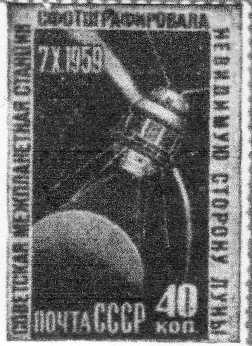 СОВЕТСКАЯ МЕЖПЛАНЕТНАЯ СТАНЦИЯ
СФОТОГРАФИРОВАЛА
НЕВИДИМУЮ СТОРОНУ ЛУНЫ
7 X 1959
40
КОП
ПОЧТА СССР